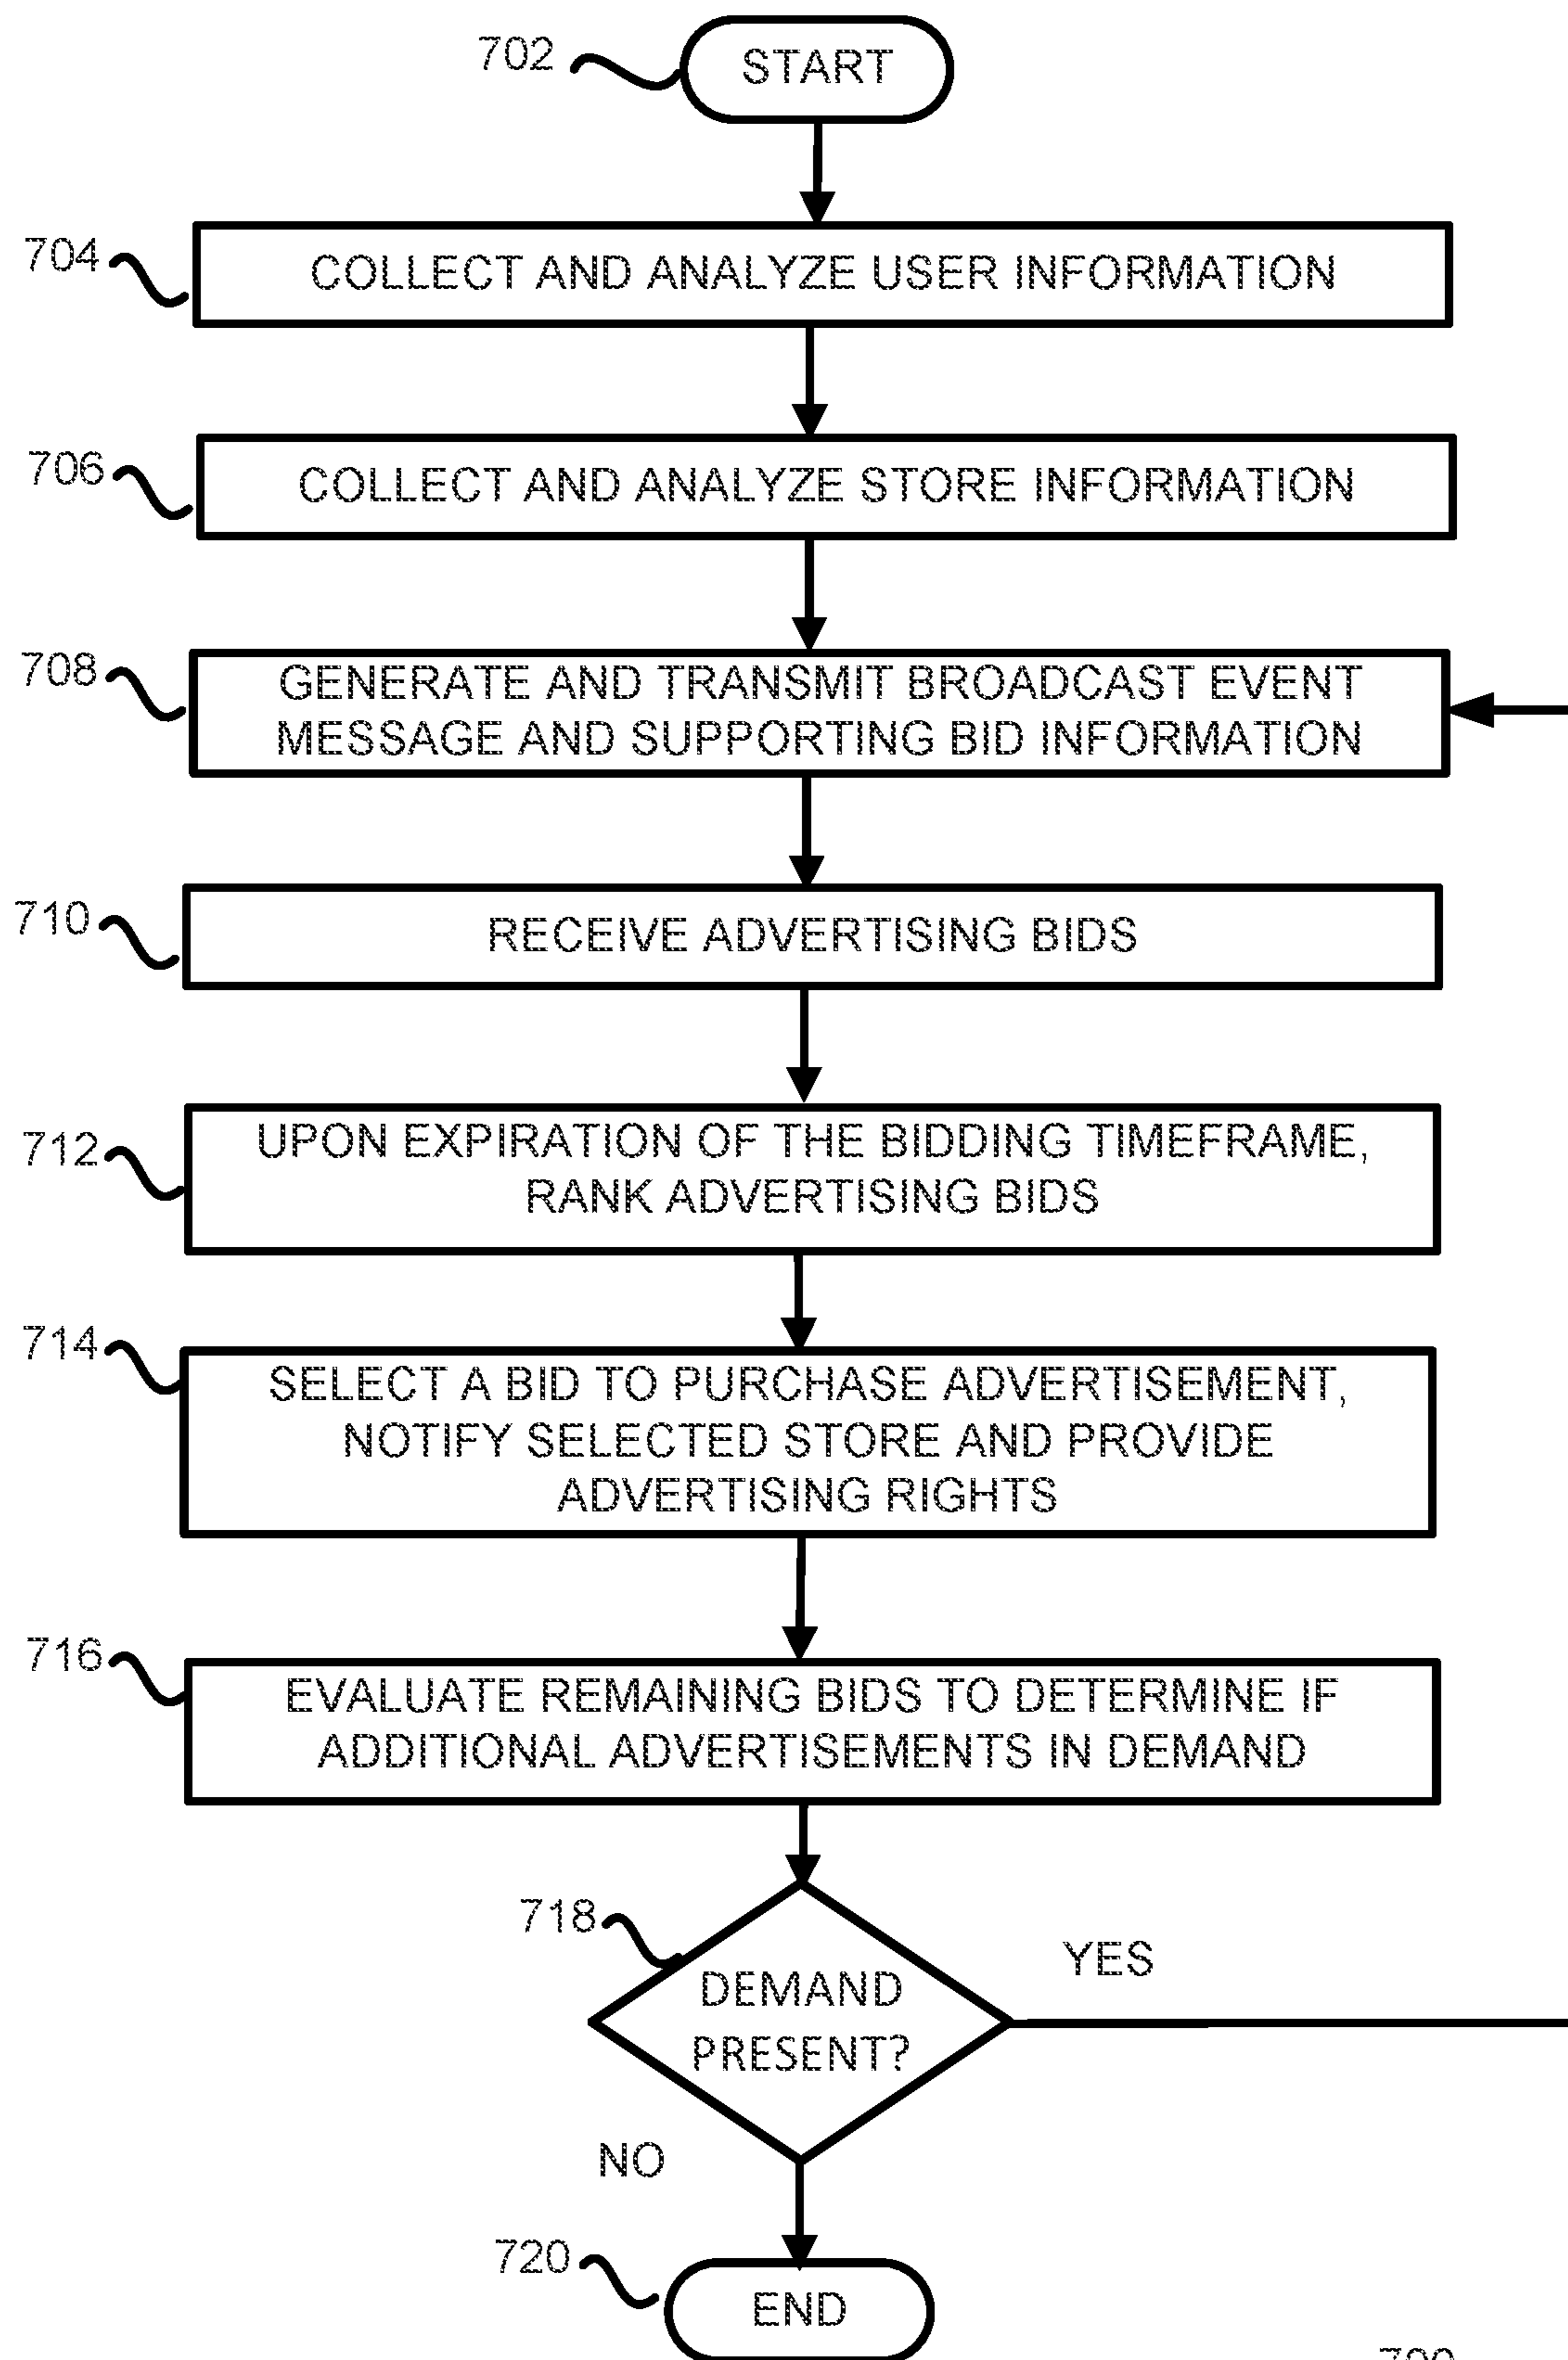 702
START
704
COLLECT AND ANALYZE USER INFORMATION
706
COLLECT AND ANALYZE STORE INFORMATION
708
GENERATE AND TRANSMIT BROADCAST EVENT
MESSAGE AND SUPPORTING BID INFORMATION
710
RECEIVE ADVERTISING BIDS
712
UPON EXPIRATION OF THE BIDDING TIMEFRAME,
RANK ADVERTISING BIDS
714
SELECT A BID TO PURCHASE ADVERTISEMENT,
NOTIFY SELECTED STORE AND PROVIDE
ADVERTISING RIGHTS
716
EVALUATE REMAINING BIDS TO DETERMINE IF
ADDITIONAL ADVERTISEMENTS IN DEMAND
718
DEMAND
PRESENT?
YES
NO
720
END